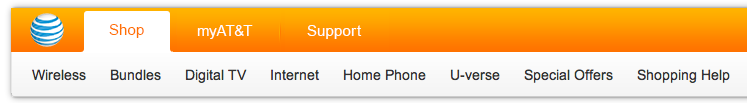 Shop myAT&T Support
Wireless Bundles Digital TV Internet Home Phone U-verse Special Offers Shopping Help